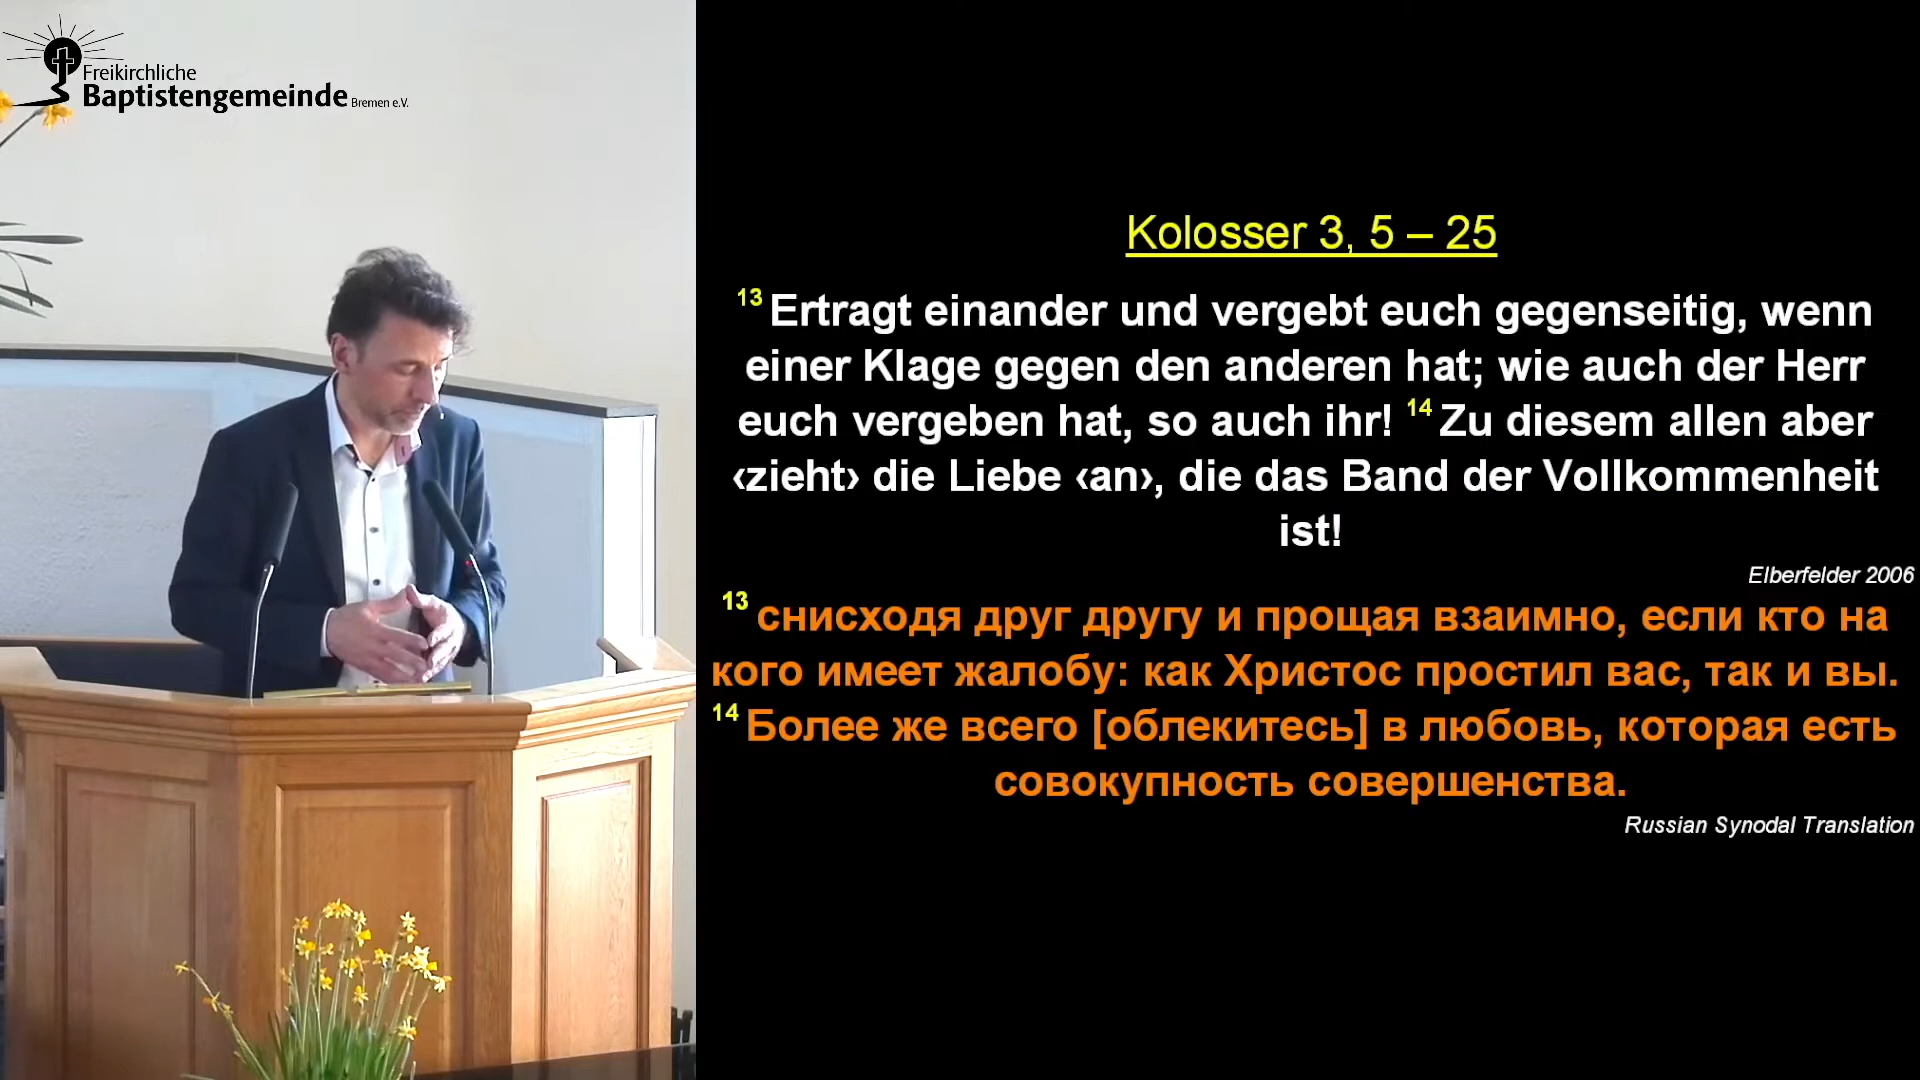 Freikirchliche
Baptistengemeinde Bremen e.V.
Kolosser 3, 5 – 25
13 Ertragt einander und vergebt euch gegenseitig, wenn
einer Klage gegen den anderen hat; wie auch der Herr
euch vergeben hat, so auch ihr! 14 Zu diesem allen aber
‹zieht› die Liebe ‹an›, die das Band der Vollkommenheit
ist!
Elberfelder 2006
13 снисходя друг другу и прощая взаимно, если кто на
кого имеет жалобу: как Христос простил вас, так и вы.
14 Более же всего [облекитесь] в любовь, которая есть
совокупность совершенства.
Russian Synodal Translation